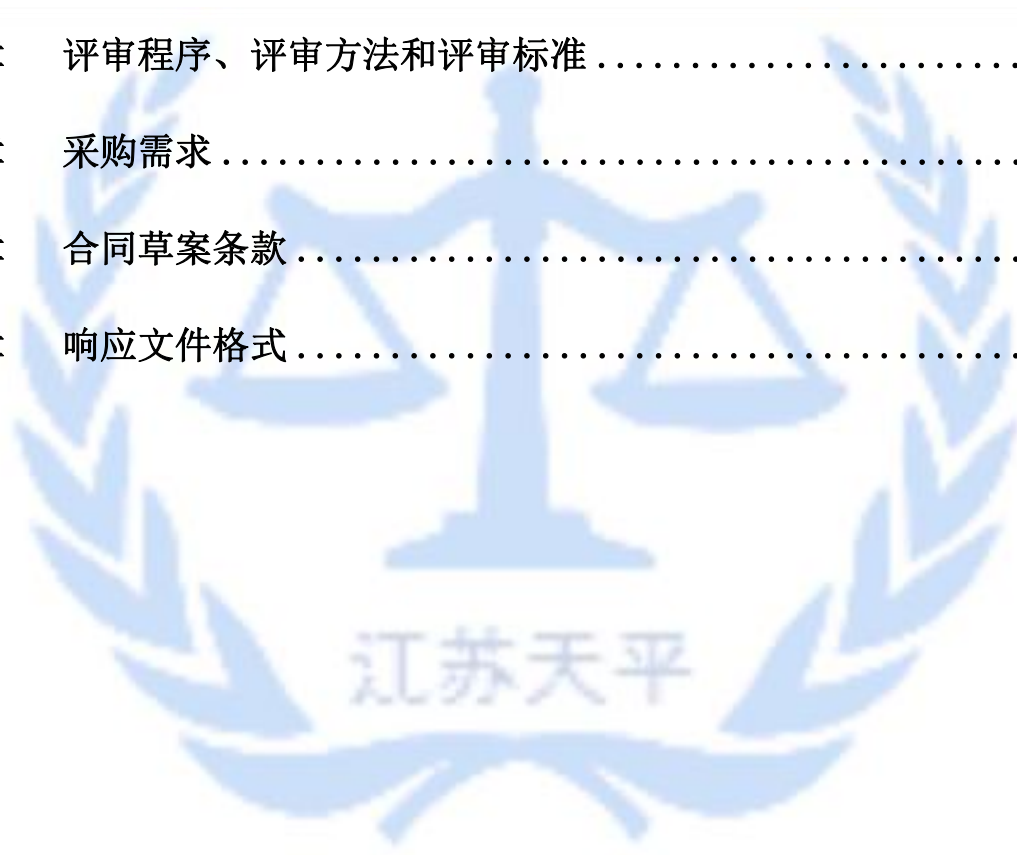 评审程序、评审方法和评审标准........................
采购需求............................................
合同草案条款........................................
响应文件格式........................................
江苏天平